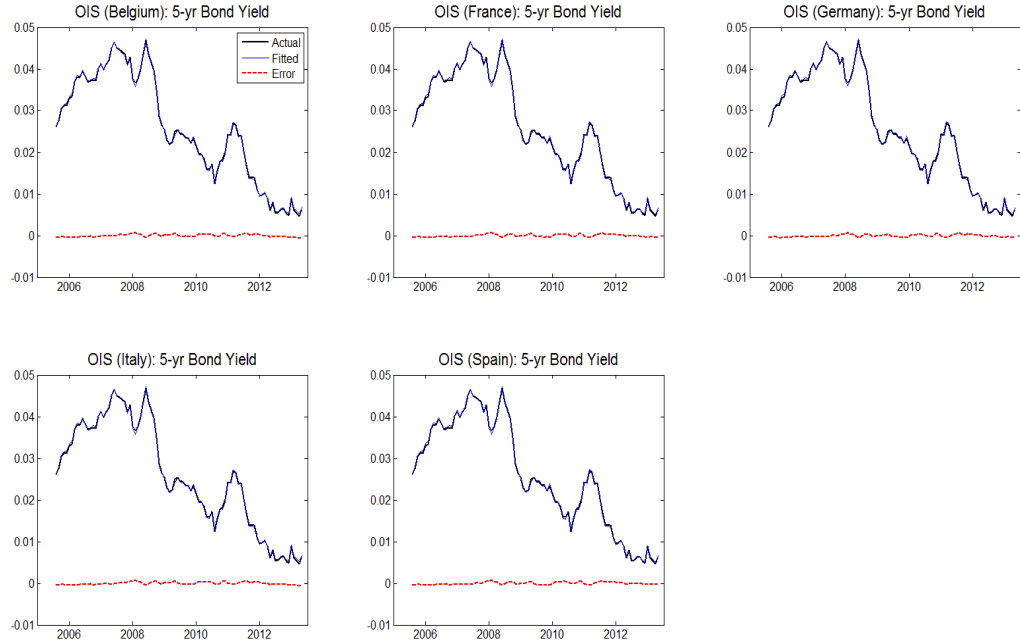 OIS (Belgium): 5-yr Bond Yield
0.05
0.04
0.03
0.02
0.01
0
-0.01
2006 2008 2010 2012
Actual
Fitted
Error
OIS (France): 5-yr Bond Yield
0.05
0.04
0.03
0.02
0.01
0
-0.01
2006 2008 2010 2012
OIS (Germany): 5-yr Bond Yield
0.05
0.04
0.03
0.02
0.01
0
-0.01
2006 2008 2010 2012
OIS (Italy): 5-yr Bond Yield
0.05
0.04
0.03
0.02
0.01
0
-0.01
2006 2008 2010 2012
OIS (Spain): 5-yr Bond Yield
0.05
0.04
0.03
0.02
0.01
0
-0.01
2006 2008 2010 2012